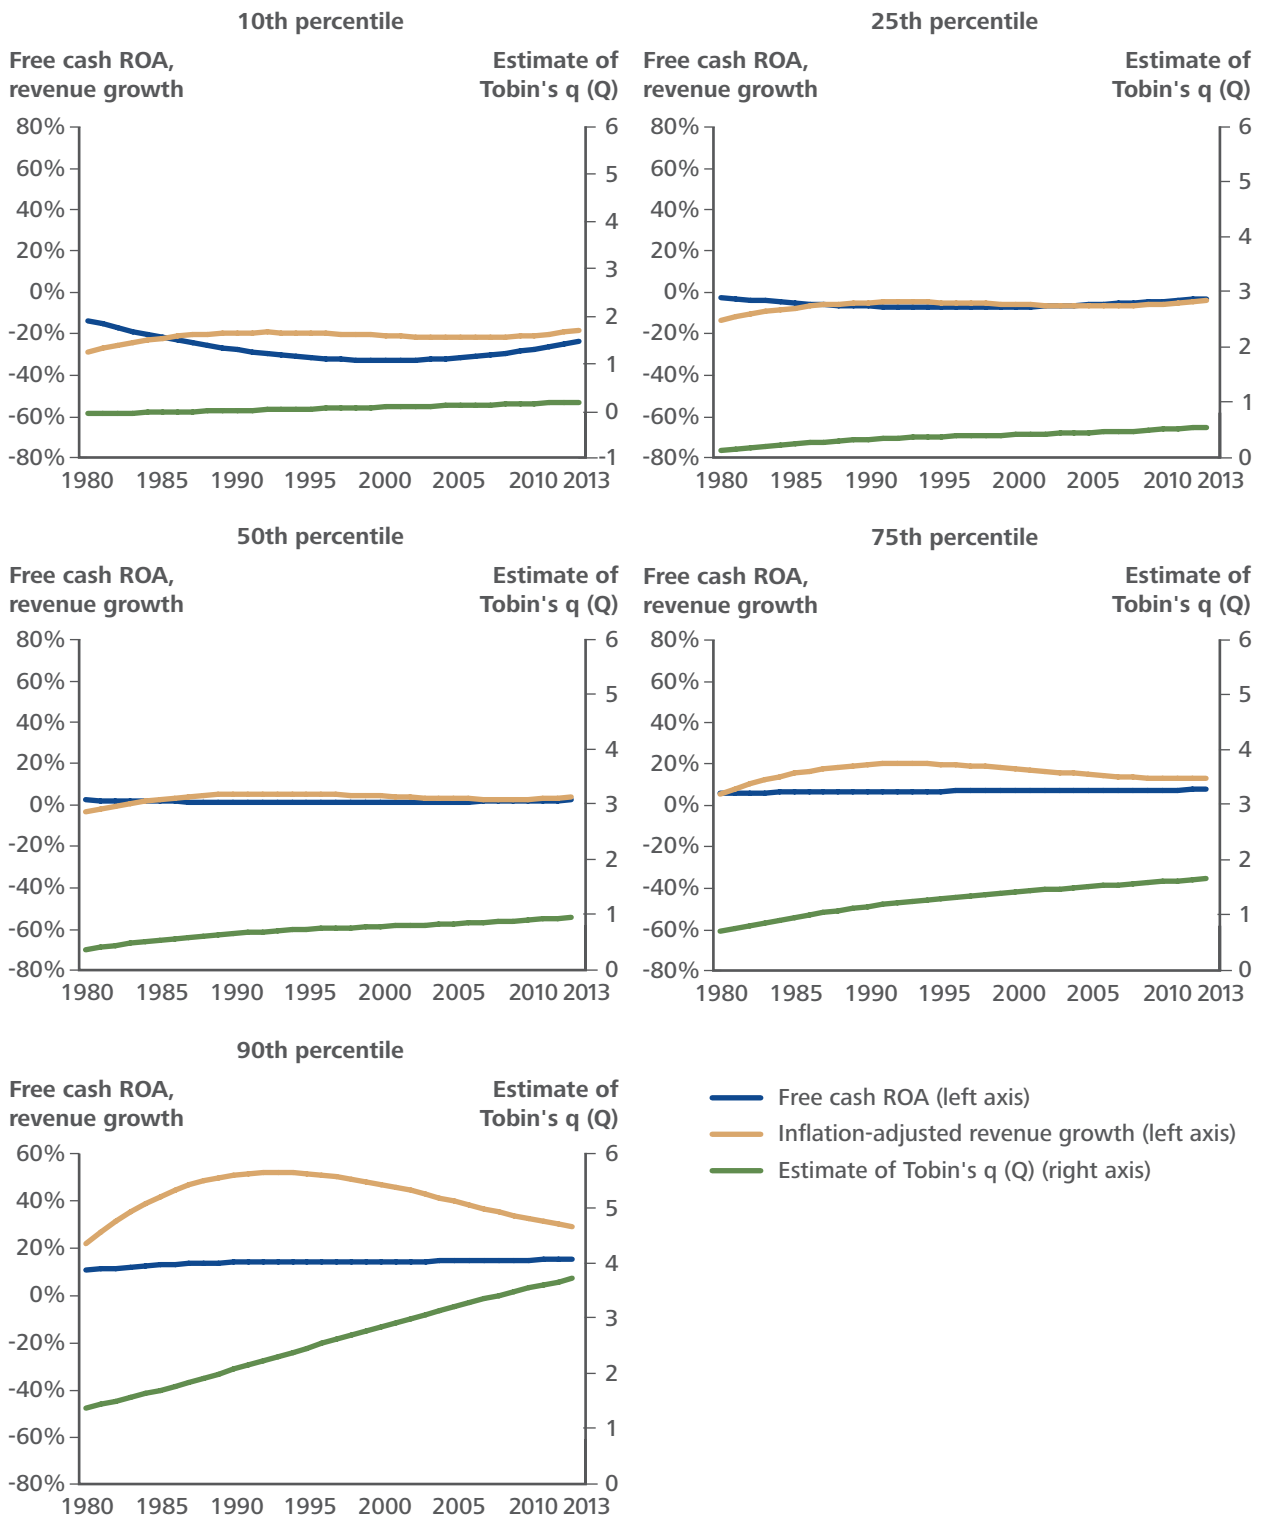 10th percentile
Free cash ROA,
revenue growth
Estimate of
Tobin's q (Q)
80%
60%
40%
20%
0%
-20%
-40%
-60%
-80%
6
5
4
3
2
1
0
-1
1980 1985 1990 1995 2000 2005 2010 2013
25th percentile
Free cash ROA,
revenue growth
Estimate of
Tobin's q (Q)
80%
60%
40%
20%
0%
-20%
-40%
-60%
-80%
6
5
4
3
2
1
0
1980 1985 1990 1995 2000 2005 2010 2013
50th percentile
Free cash ROA,
revenue growth
Estimate of
Tobin's q (Q)
80%
60%
40%
20%
0%
-20%
-40%
-60%
-80%
6
5
4
3
2
1
0
1980 1985 1990 1995 2000 2005 2010 2013
75th percentile
Free cash ROA,
revenue growth
Estimate of
Tobin's q (Q)
80%
60%
40%
20%
0%
-20%
-40%
-60%
-80%
6
5
4
3
2
1
0
1980 1985 1990 1995 2000 2005 2010 2013
90th percentile
Free cash ROA,
revenue growth
Estimate of
Tobin's q (Q)
60%
40%
20%
0%
-20%
-40%
-60%
-80%
6
5
4
3
2
1
0
1980 1985 1990 1995 2000 2005 2010 2013
Free cash ROA (left axis)
Inflation-adjusted revenue growth (left axis)
Estimate of Tobin's q (Q) (right axis)